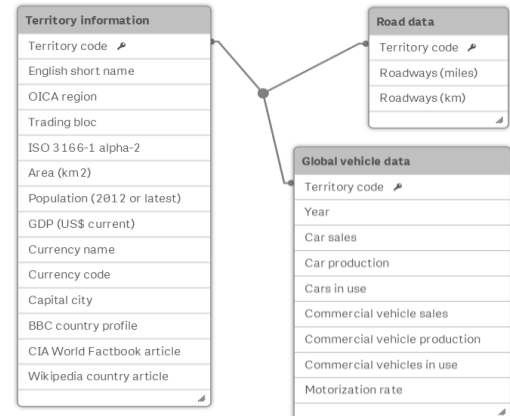 Territory information
Territory code
English short name
OICA region
Trading bloc
ISO 3166-1 alpha-2
Area (km2)
Population (2012 or latest)
GDP (US$ current)
Currency name
Currency code
Capital city
BBC country profile
CIA World Factbook article
Wikipedia country article
Road data
Territory code
Roadways (miles)
Roadways (km)
Global vehicle data
Territory code
Year
Car sales
Car production
Cars in use
Commercial vehicle sales
Commercial vehicle production
Commercial vehicles in use
Motorization rate